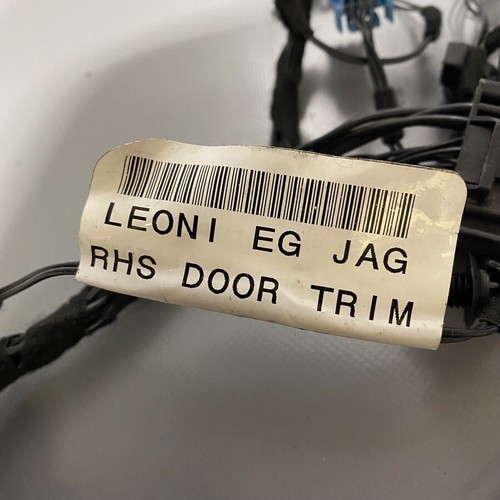 LEONI EG JAG
RHS DOOR TRIM